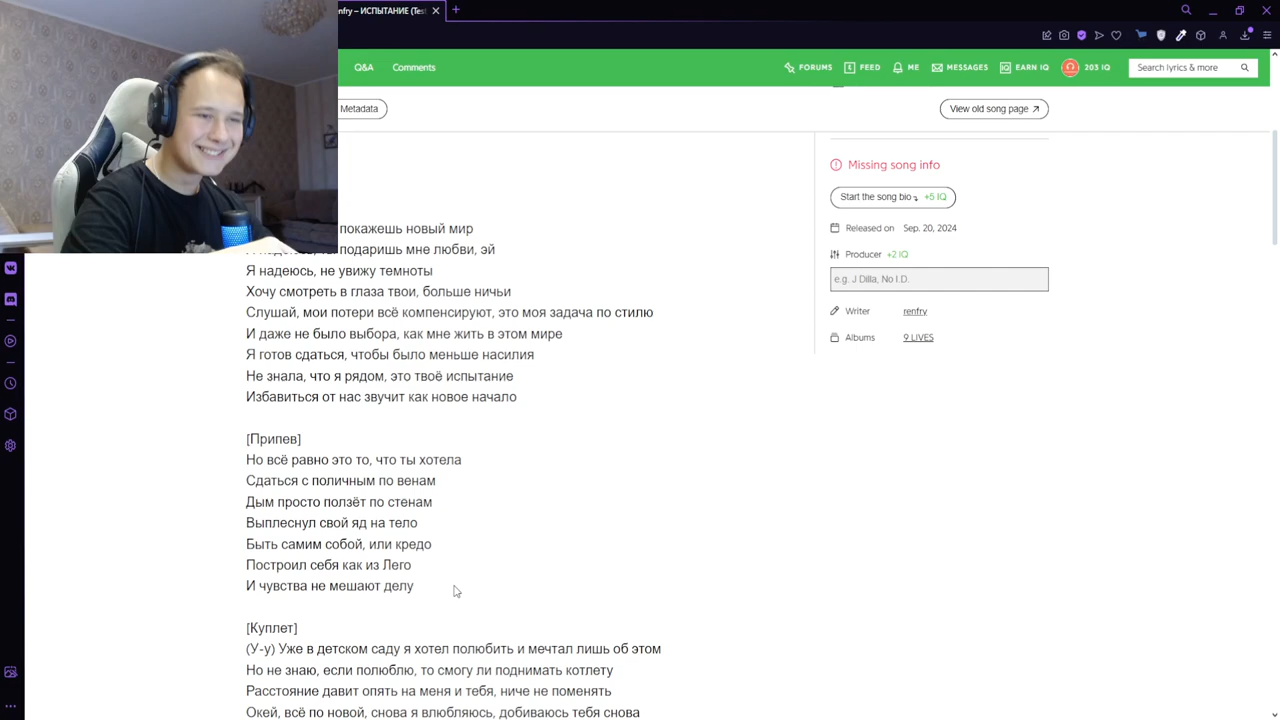 nfry – ИСПЫТАНИЕ (Te
Q&A
Comments
FORUMS
FEED
ME
MESSAGES
EARN IQ
203 IQ
Search lyrics & more
Metadata
View old song page
покажешь новый мир
подаришь мне любви, эй
Я надеюсь, не увижу темноты
Хочу смотреть в глаза твои, больше ничьи
Слушай, мои потери всё компенсируют, это моя задача по стилю
И даже не было выбора, как мне жить в этом мире
Я готов сдаться, чтобы было меньше насилия
Не знала, что я рядом, это твоё испытание
Избавиться от нас звучит как новое начало
[Припев]
Но всё равно это то, что ты хотела
Сдаться с поличным по венам
Дым просто ползёт по стенам
Выплеснул свой яд на тело
Быть самим собой, или кредо
Построил себя как из Лего
И чувства не мешают делу
[Куплет]
(У-у) Уже в детском саду я хотел полюбить и мечтал лишь об этом
Но не знаю, если полюблю, то смогу ли поднимать котлету
Расстояние давит опять на меня и тебя, ниче не поменять
Окей, всё по новой, снова я влюбляюсь, добиваюсь тебя снова
Missing song info
Start the song bio +5 IQ
Released on Sep. 20, 2024
Producer +2 IQ
e.g. J Dilla, No I.D.
Writer renfry
Albums 9 LIVES